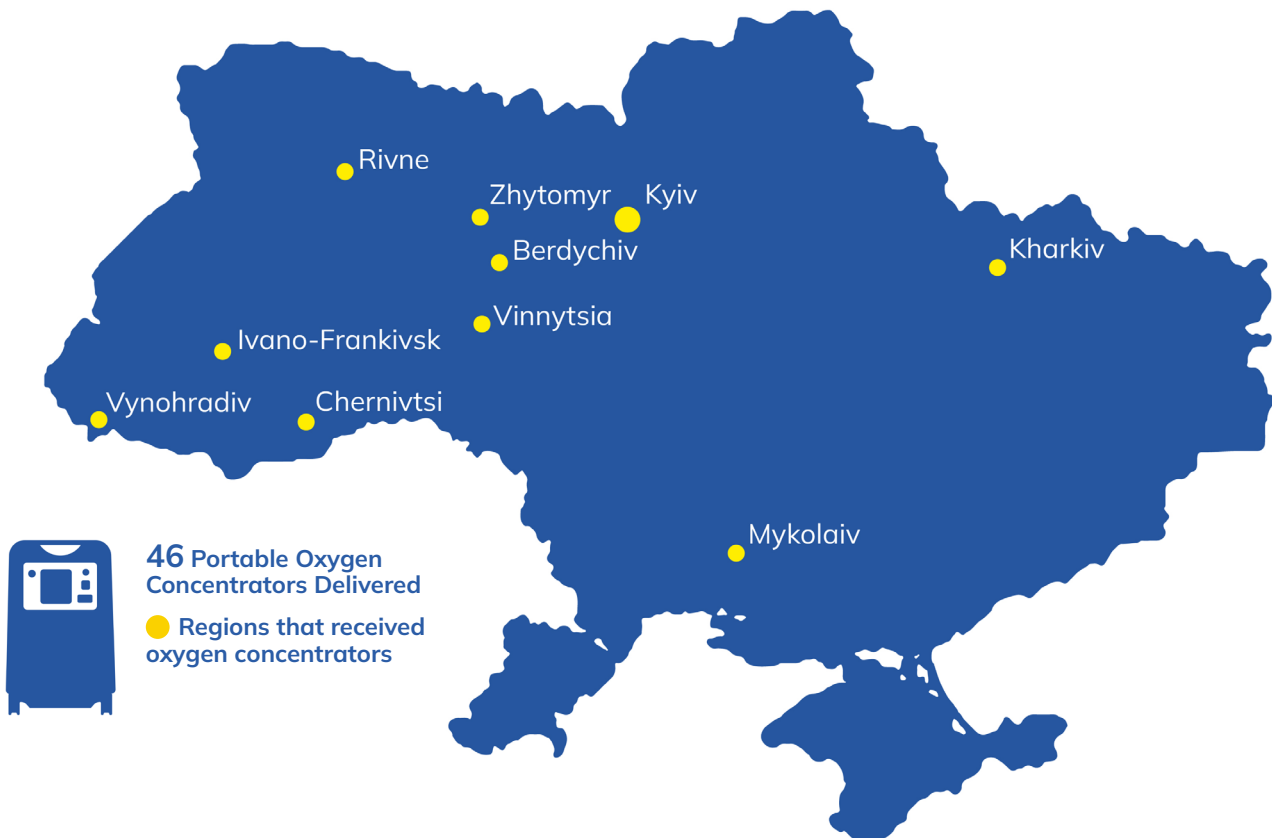 Rivne
Zhytomyr
Kyiv
Berdychiv
Kharkiv
Vinnytsia
Ivano-Frankivsk
Vynohradiv
Chernivtsi
Mykolaiv
46 Portable Oxygen
Concentrators Delivered
Regions that received
oxygen concentrators